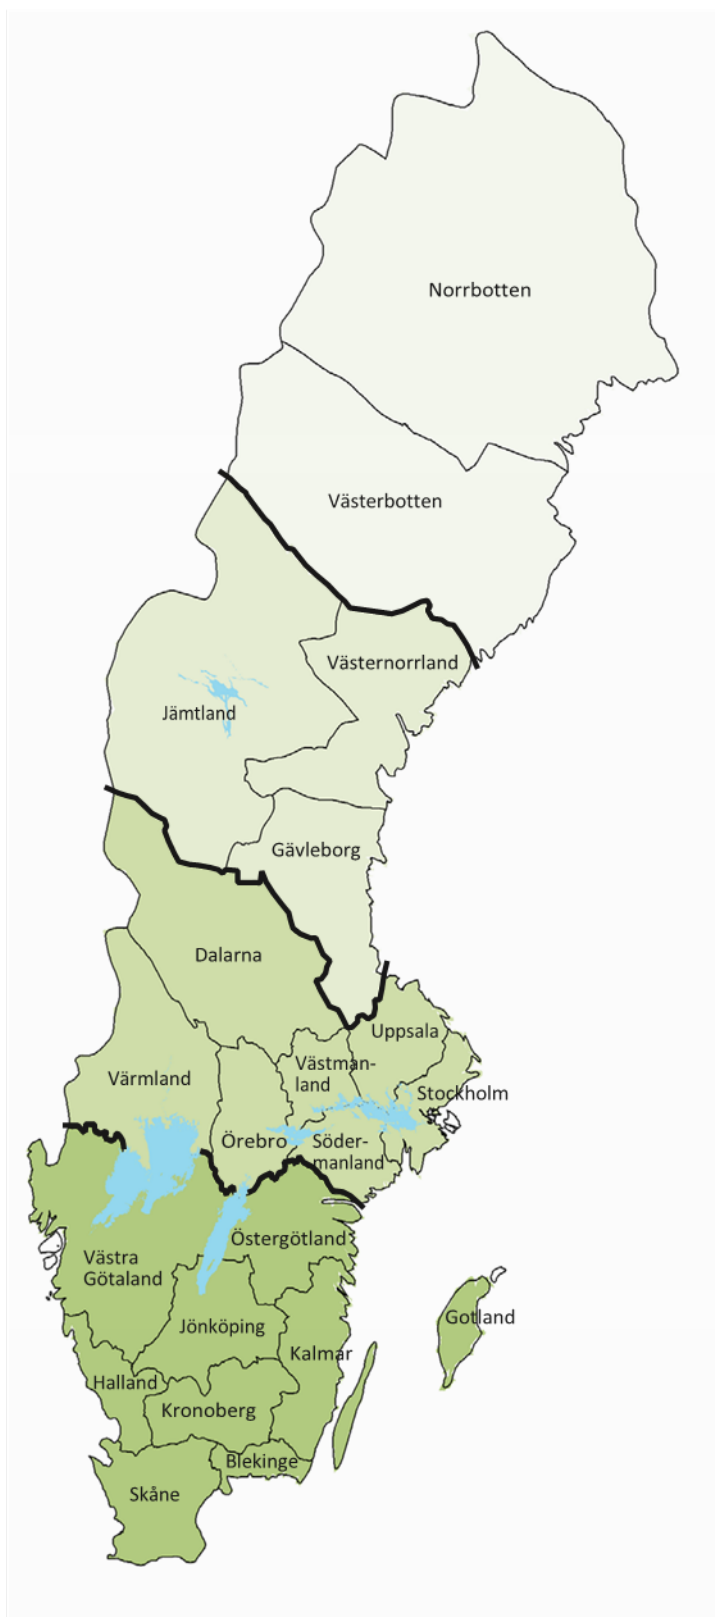 Norrbotten
Västerbotten
Västernorrland
Jämtland
Gävleborg
Dalarna
Uppsala
Västman-
land
Värmland
Stockholm
Örebro
Söder-
manland
Östergötland
Västra
Götaland
Gotland
Jönköping
Kalmar
Halland
Kronoberg
Blekinge
Skåne